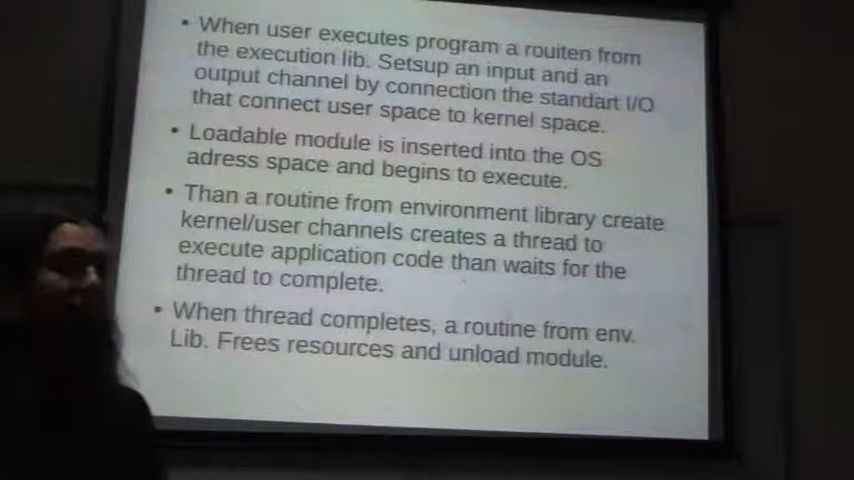 • When user executes program a rouiten from
the execution lib. Setsup an input and an
output channel by connection the standart I/O
that connect user space to kernel space.
• Loadable module is inserted into the OS
adress space and begins to execute.
• Than a routine from environment library create
kernel/user channels creates a thread to
execute application code than waits for the
thread to complete.
• When thread completes, a routine from env.
Lib. Frees resources and unload module.